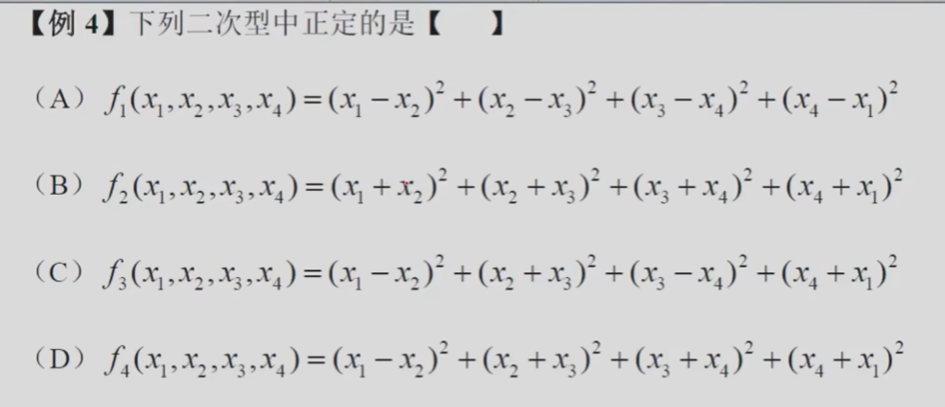 【例 4】下列二次型中正定的是【　　】
（A） f₁(x₁,x₂,x₃,x₄)=(x₁−x₂)²+(x₂−x₃)²+(x₃−x₄)²+(x₄−x₁)²
（B） f₂(x₁,x₂,x₃,x₄)=(x₁+x₂)²+(x₂+x₃)²+(x₃+x₄)²+(x₄+x₁)²
（C） f₃(x₁,x₂,x₃,x₄)=(x₁−x₂)²+(x₂+x₃)²+(x₃−x₄)²+(x₄+x₁)²
（D） f₄(x₁,x₂,x₃,x₄)=(x₁−x₂)²+(x₂+x₃)²+(x₃+x₄)²+(x₄+x₁)²